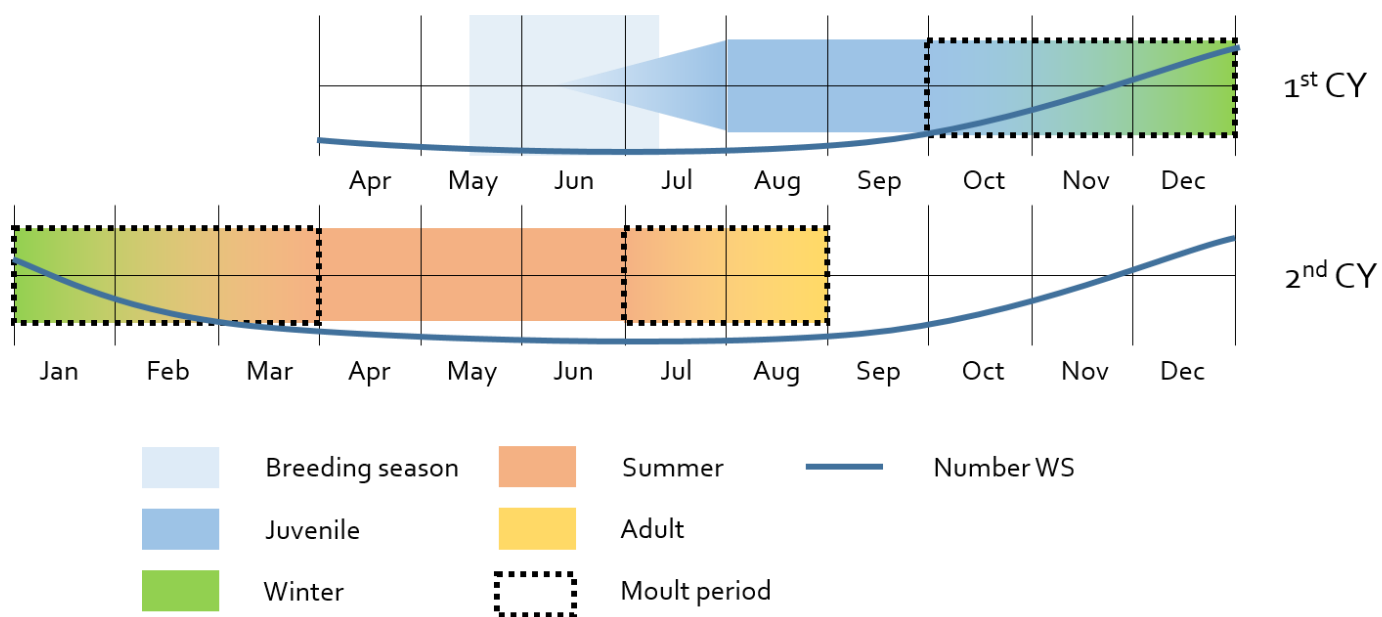 1st CY
Apr May Jun Jul Aug Sep Oct Nov Dec
2nd CY
Jan Feb Mar Apr May Jun Jul Aug Sep Oct Nov Dec
Breeding season Summer Number WS
Juvenile Adult
Winter Moult period